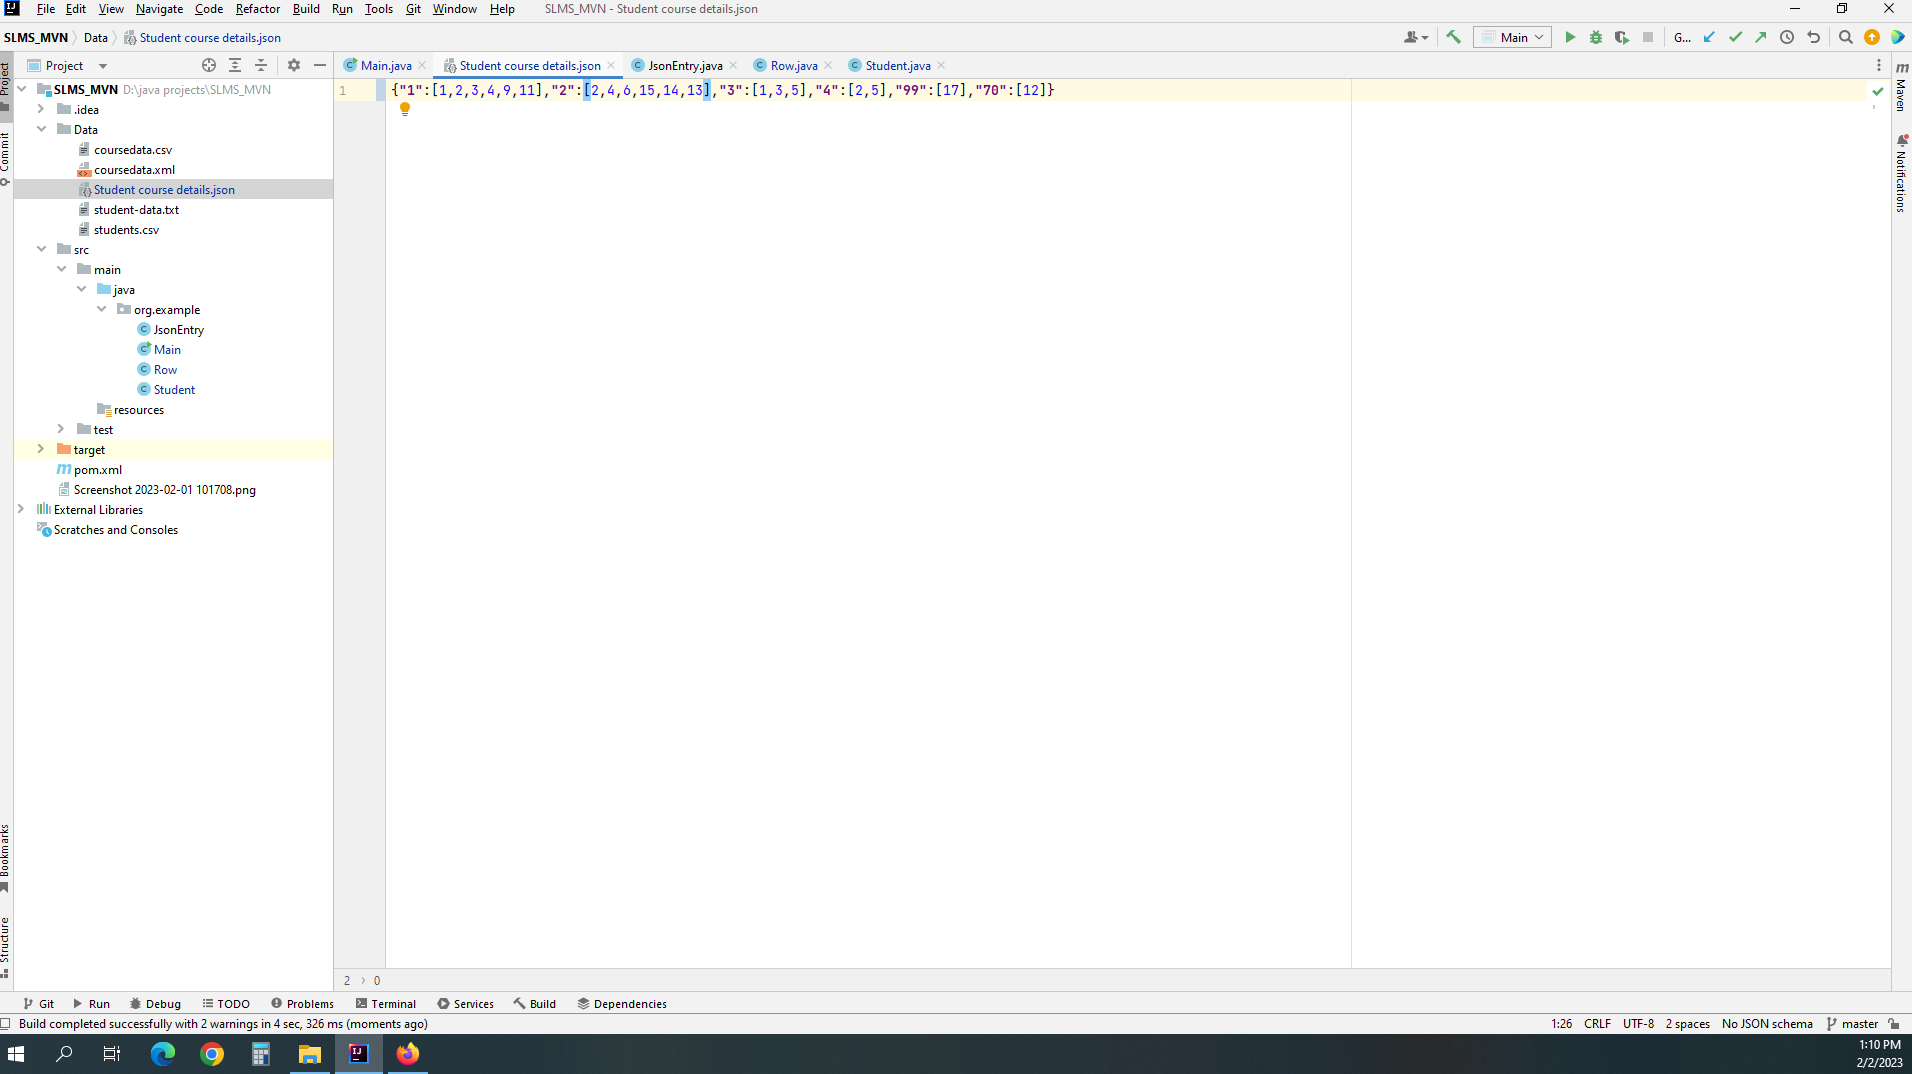 File Edit View Navigate Code Refactor Build Run Tools Git Window Help SLMS_MVN - Student course details.json
SLMS_MVN Data Student course details.json Main G...
Project
Main.java Student course details.json JsonEntry.java Row.java Student.java
SLMS_MVN D:\java projects\SLMS_MVN
.idea
Data
coursedata.csv
coursedata.xml
Student course details.json
student-data.txt
students.csv
src
main
java
org.example
JsonEntry
Main
Row
Student
resources
test
target
pom.xml
Screenshot 2023-02-01 101708.png
External Libraries
Scratches and Consoles
1 {"1":[1,2,3,4,9,11],"2":[2,4,6,15,14,13],"3":[1,3,5],"4":[2,5],"99":[17],"70":[12]}
Project
Commit
Bookmarks
Structure
Maven
Notifications
2 › 0
Git Run Debug TODO Problems Terminal Services Build Dependencies
Build completed successfully with 2 warnings in 4 sec, 326 ms (moments ago) 1:26 CRLF UTF-8 2 spaces No JSON schema master
1:10 PM
2/2/2023